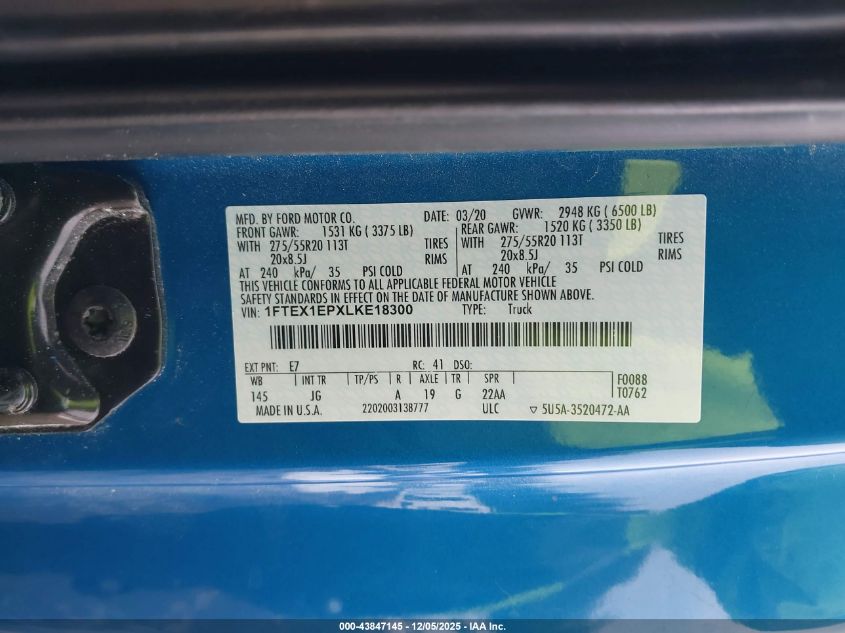 MFD. BY FORD MOTOR CO. DATE: 03/20 GVWR: 2948 KG ( 6500 LB)
FRONT GAWR: 1531 KG ( 3375 LB) REAR GAWR: 1520 KG ( 3350 LB)
WITH 275/55R20 113T TIRES WITH 275/55R20 113T TIRES
20x8.5J RIMS 20x8.5J RIMS
AT 240 kPa/ 35 PSI COLD AT 240 kPa/ 35 PSI COLD
THIS VEHICLE CONFORMS TO ALL APPLICABLE FEDERAL MOTOR VEHICLE
SAFETY STANDARDS IN EFFECT ON THE DATE OF MANUFACTURE SHOWN ABOVE.
VIN: 1FTEX1EPXLKE18300 TYPE: Truck
EXT PNT: E7 RC: 41 DSO:
WB INT TR TP/PS R AXLE TR SPR F0088
145 JG A 19 G 22AA T0762
MADE IN U.S.A. 2202003138777 ULC ▽ 5U5A-3520472-AA
000-43847145 - 12/05/2025 - IAA Inc.